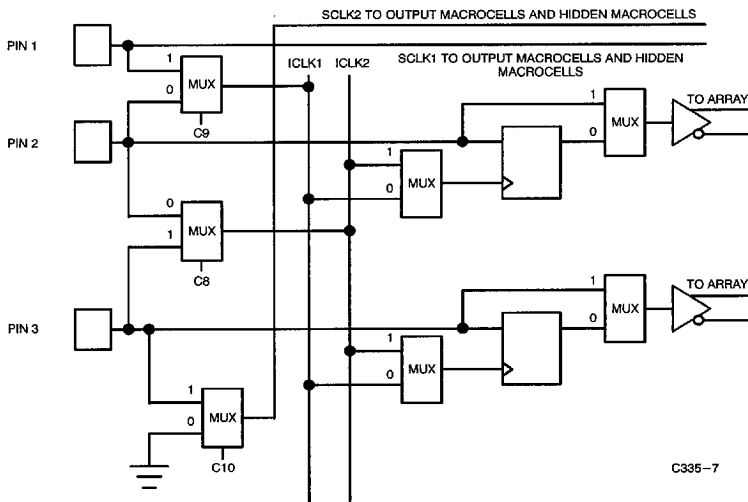 SCLK2 TO OUTPUT MACROCELLS AND HIDDEN MACROCELLS
PIN 1
ICLK1 ICLK2
SCLK1 TO OUTPUT MACROCELLS AND HIDDEN
MACROCELLS
1
MUX
0
C9
TO ARRAY
1
MUX
0
PIN 2
1
MUX
0
0
MUX
1
C8
TO ARRAY
1
MUX
0
PIN 3
1
MUX
0
1
MUX
0
C10
C335-7